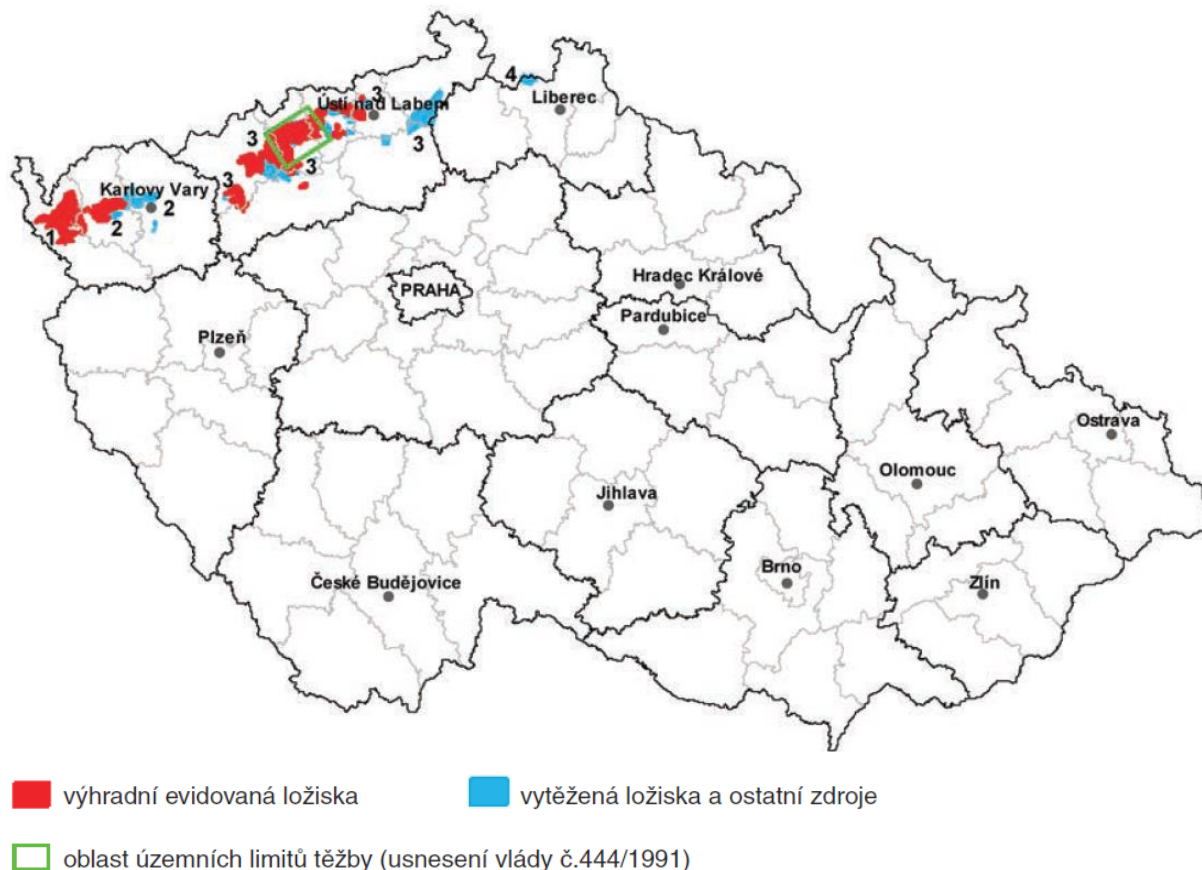 4
3
Ústí nad Labem
Liberec
3
3
3
3
Karlovy Vary
2
2
1
Hradec Králové
PRAHA
Pardubice
Plzeň
Ostrava
Olomouc
Jihlava
Brno
Zlín
České Budějovice
výhradní evidovaná ložiska
vytěžená ložiska a ostatní zdroje
oblast územních limitů těžby (usnesení vlády č.444/1991)